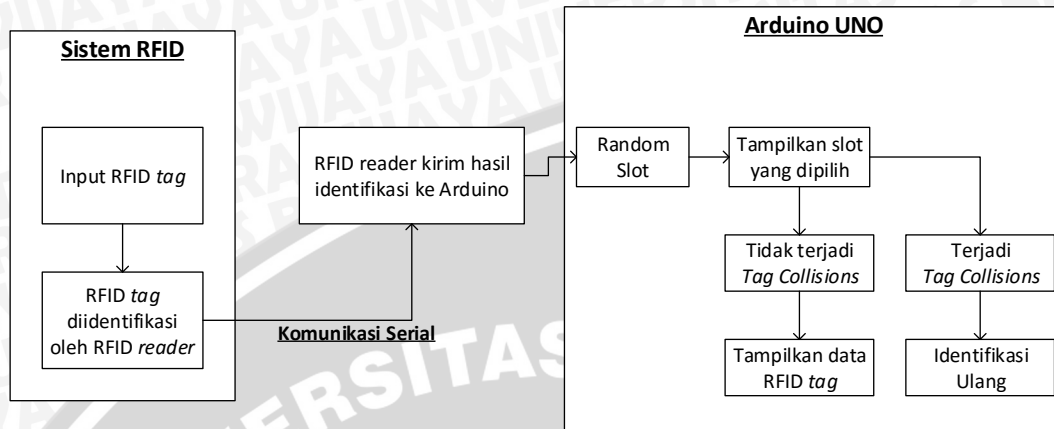 Sistem RFID
Input RFID tag
RFID tag
diidentifikasi
oleh RFID reader
Komunikasi Serial
RFID reader kirim hasil
identifikasi ke Arduino
Arduino UNO
Random
Slot
Tampilkan slot
yang dipilih
Tidak terjadi
Tag Collisions
Terjadi
Tag Collisions
Tampilkan data
RFID tag
Identifikasi
Ulang